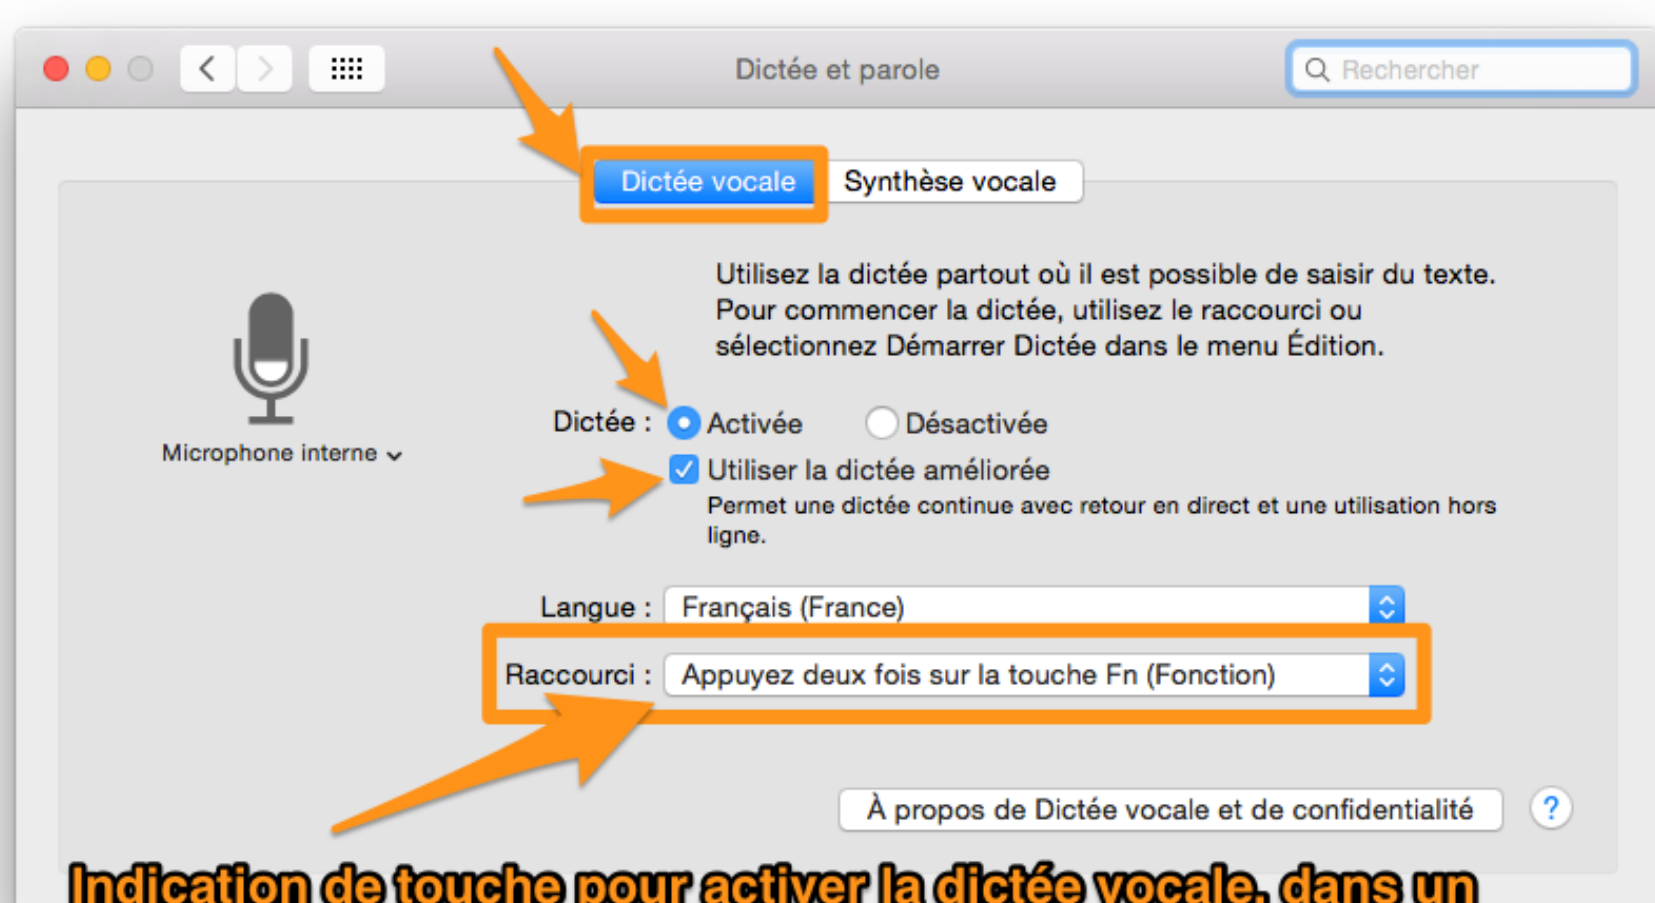 Dictée et parole
Rechercher
Dictée vocale
Synthèse vocale
Utilisez la dictée partout où il est possible de saisir du texte.
Pour commencer la dictée, utilisez le raccourci ou
sélectionnez Démarrer Dictée dans le menu Édition.
Microphone interne
Dictée : Activée Désactivée
Utiliser la dictée améliorée
Permet une dictée continue avec retour en direct et une utilisation hors
ligne.
Langue : Français (France)
Raccourci : Appuyez deux fois sur la touche Fn (Fonction)
À propos de Dictée vocale et de confidentialité ?
Indication de touche pour activer la dictée vocale, dans un